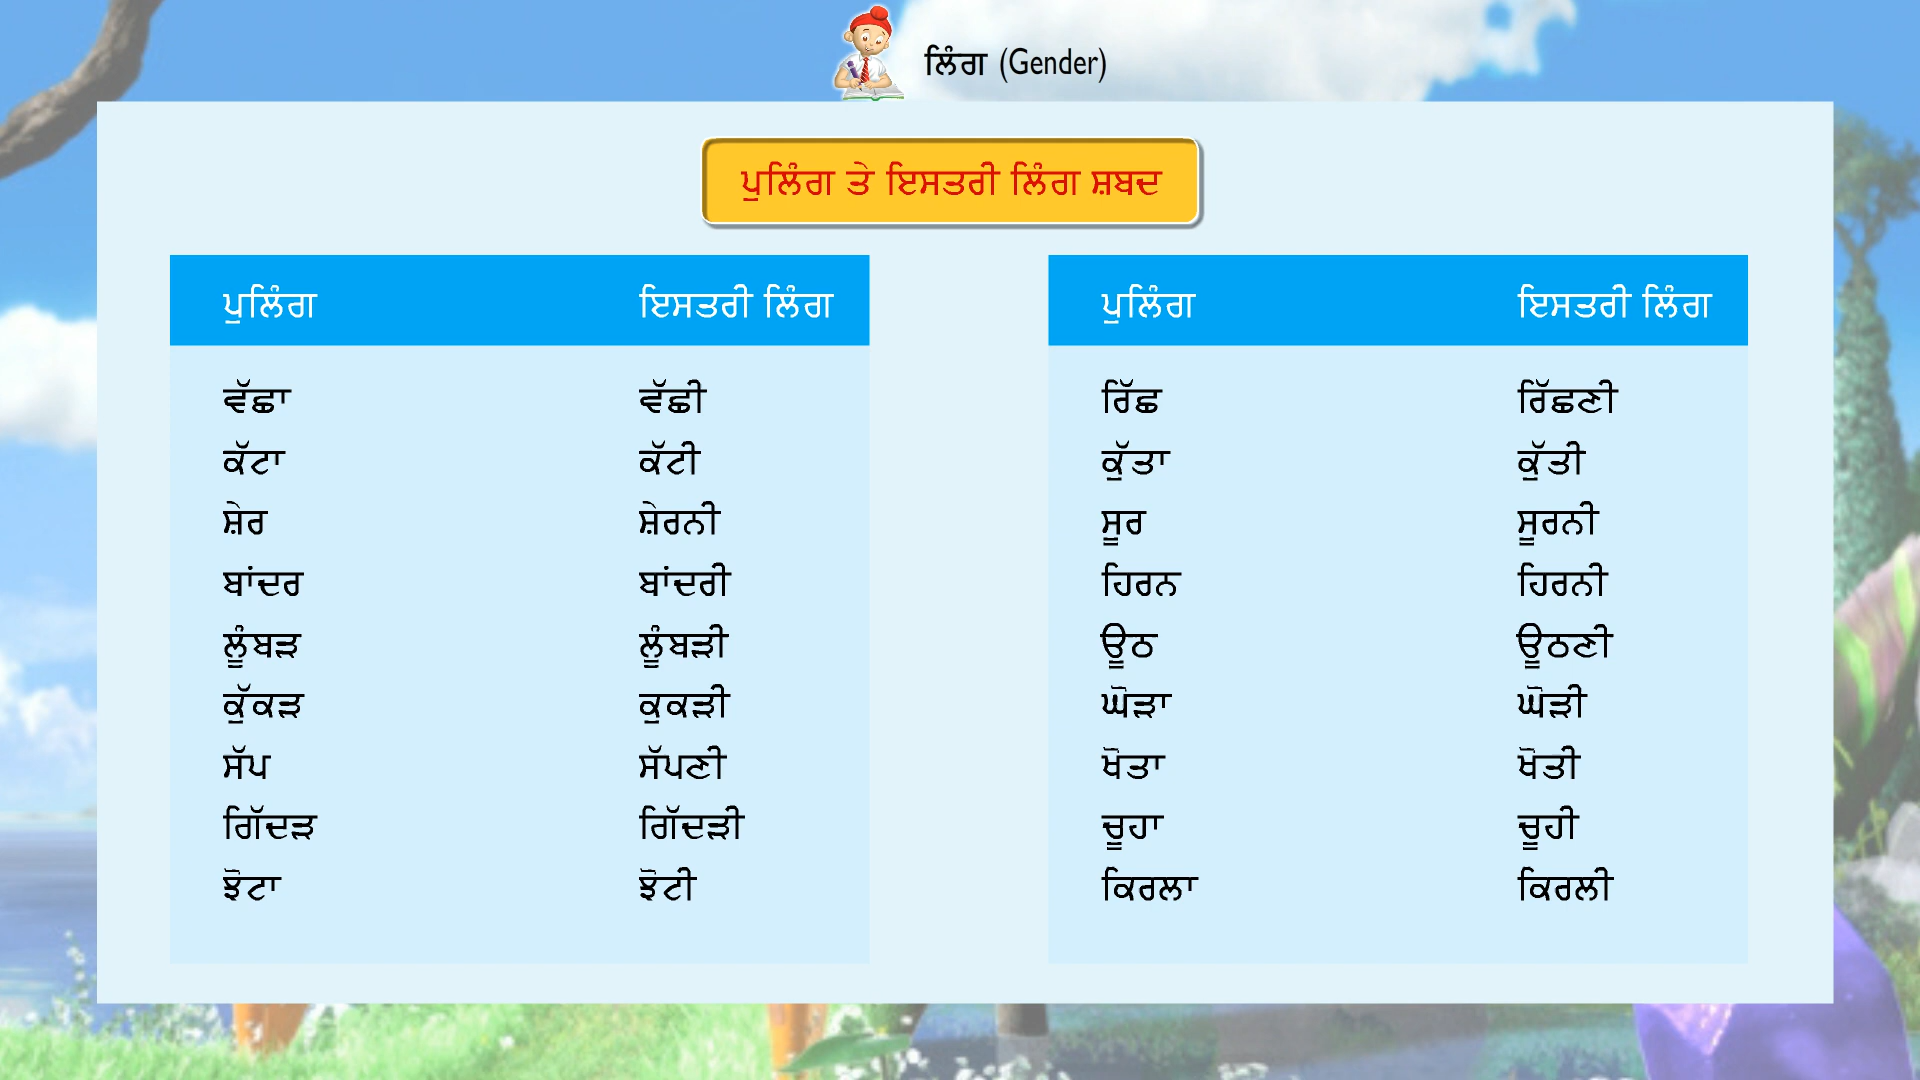 ਲਿੰਗ (Gender)
ਪੁਲਿੰਗ ਤੇ ਇਸਤਰੀ ਲਿੰਗ ਸ਼ਬਦ
ਪੁਲਿੰਗ ਇਸਤਰੀ ਲਿੰਗ
ਵੱਛਾ ਵੱਛੀ
ਕੱਟਾ ਕੱਟੀ
ਸ਼ੇਰ ਸ਼ੇਰਨੀ
ਬਾਂਦਰ ਬਾਂਦਰੀ
ਲੂੰਬੜ ਲੂੰਬੜੀ
ਕੁੱਕੜ ਕੁਕੜੀ
ਸੱਪ ਸੱਪਣੀ
ਗਿੱਦੜ ਗਿੱਦੜੀ
ਝੋਟਾ ਝੋਟੀ
ਪੁਲਿੰਗ ਇਸਤਰੀ ਲਿੰਗ
ਰਿੱਛ ਰਿੱਛਣੀ
ਕੁੱਤਾ ਕੁੱਤੀ
ਸੂਰ ਸੂਰਨੀ
ਹਿਰਨ ਹਿਰਨੀ
ਊਠ ਊਠਣੀ
ਘੋੜਾ ਘੋੜੀ
ਖੋਤਾ ਖੋਤੀ
ਚੂਹਾ ਚੂਹੀ
ਕਿਰਲਾ ਕਿਰਲੀ